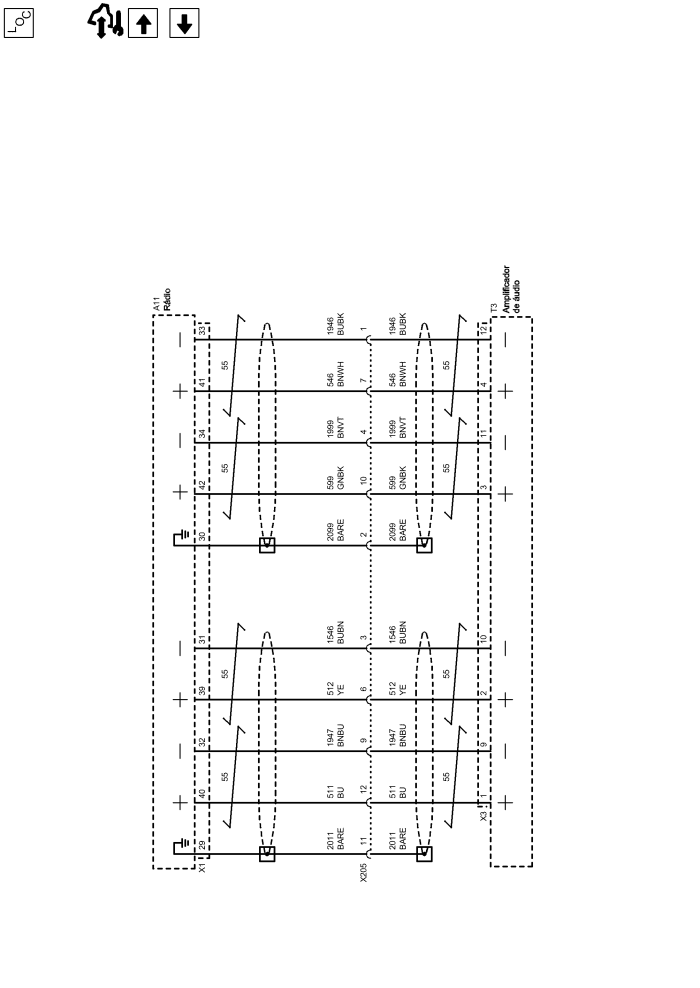 LOC
A11
Rádio
T3
Amplificador
de áudio
33
55
1946
BUBK
1
1946
BUBK
55
12
41
546
BNWH
7
546
BNWH
4
34
55
1999
BNVT
4
1999
BNVT
55
11
42
599
GNBK
10
599
GNBK
3
30
2099
BARE
2
2099
BARE
31
55
1546
BUBN
3
1546
BUBN
55
10
39
512
YE
6
512
YE
2
32
55
1947
BNBU
9
1947
BNBU
55
9
40
511
BU
12
511
BU
1
29
2011
BARE
11
2011
BARE
X1
X205
X3